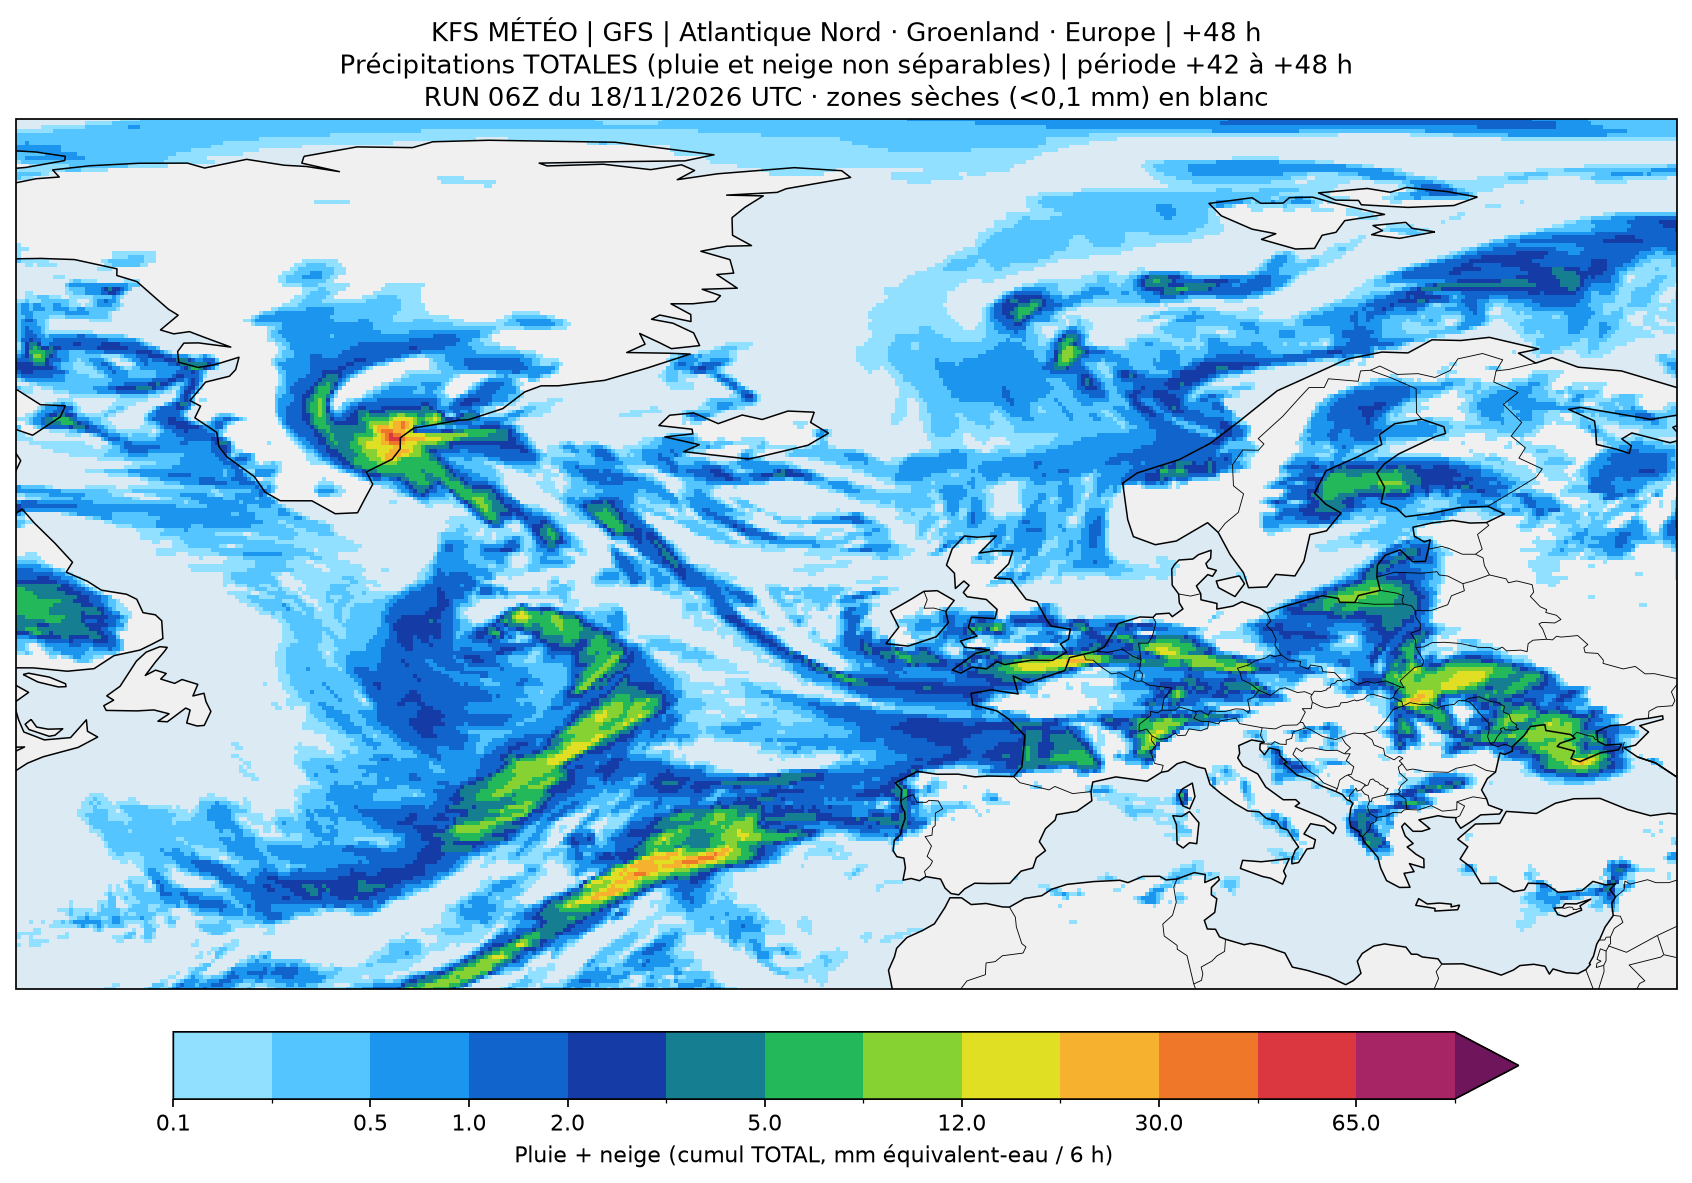 KFS MÉTÉO | GFS | Atlantique Nord · Groenland · Europe | +48 h
Précipitations TOTALES (pluie et neige non séparables) | période +42 à +48 h
RUN 06Z du 18/11/2026 UTC · zones sèches (<0,1 mm) en blanc
0.1 0.5 1.0 2.0 5.0 12.0 30.0 65.0
Pluie + neige (cumul TOTAL, mm équivalent-eau / 6 h)